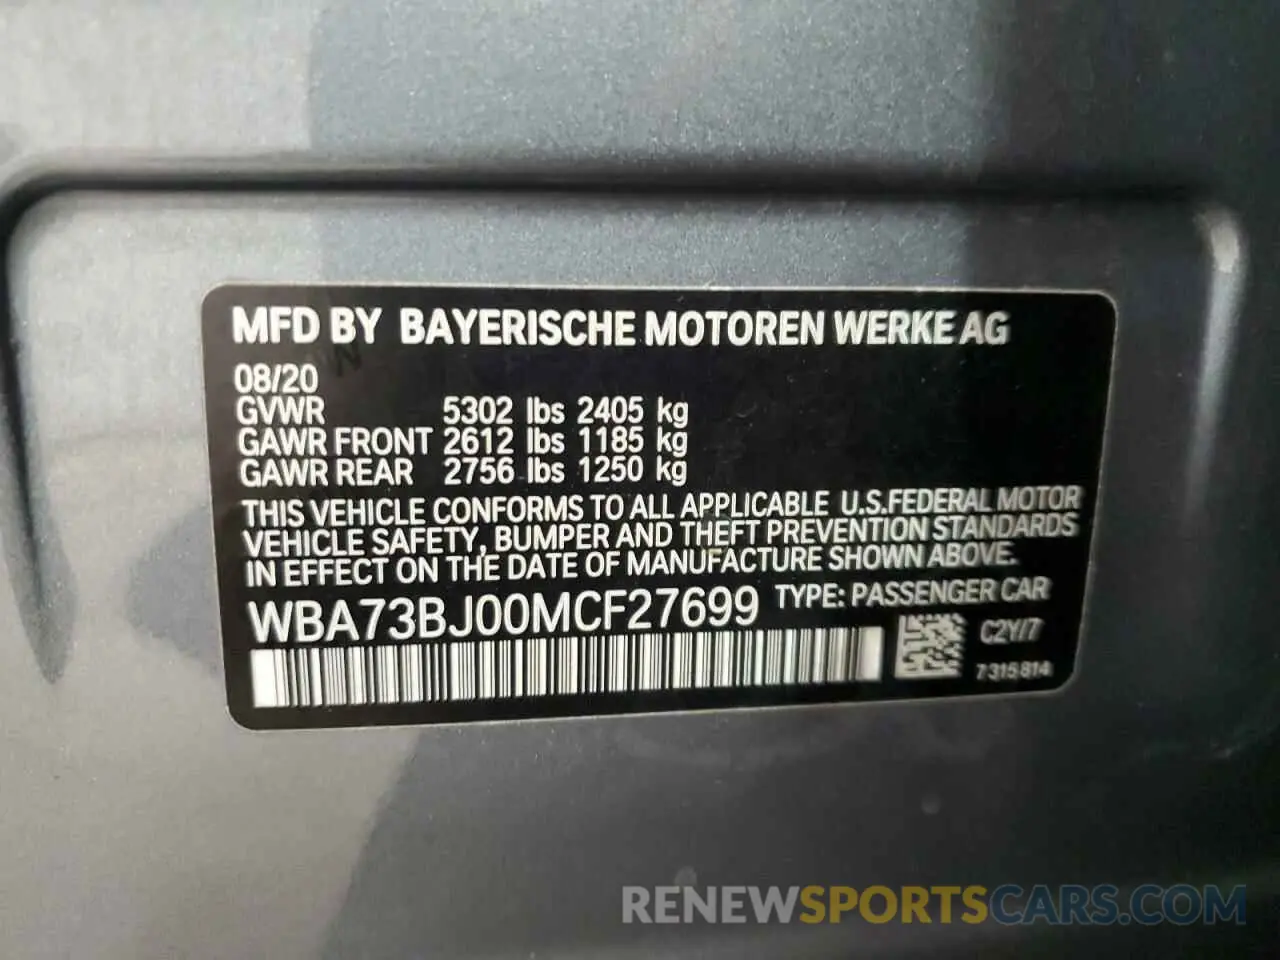 MFD BY BAYERISCHE MOTOREN WERKE AG
08/20
GVWR 5302 lbs 2405 kg
GAWR FRONT 2612 lbs 1185 kg
GAWR REAR 2756 lbs 1250 kg
THIS VEHICLE CONFORMS TO ALL APPLICABLE U.S.FEDERAL MOTOR
VEHICLE SAFETY, BUMPER AND THEFT PREVENTION STANDARDS
IN EFFECT ON THE DATE OF MANUFACTURE SHOWN ABOVE.
WBA73BJ00MCF27699 TYPE: PASSENGER CAR
C2Y/7
7315814
RENEWSPORTSCARS.COM